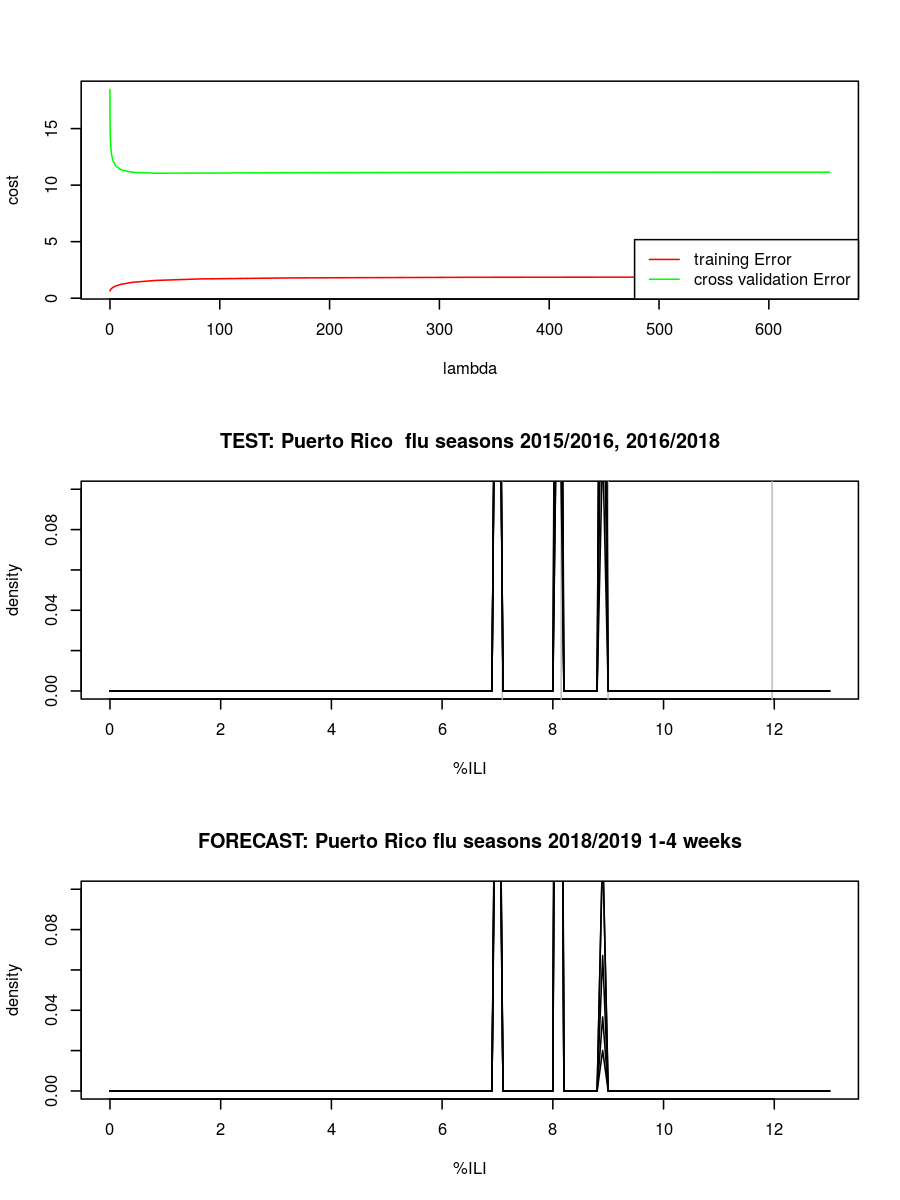 15
10
5
0
cost
training Error
cross validation Error
0 100 200 300 400 500 600
lambda
TEST: Puerto Rico  flu seasons 2015/2016, 2016/2018
0.08
0.04
0.00
density
0 2 4 6 8 10 12
%ILI
FORECAST: Puerto Rico flu seasons 2018/2019 1-4 weeks
0.08
0.04
0.00
density
0 2 4 6 8 10 12
%ILI